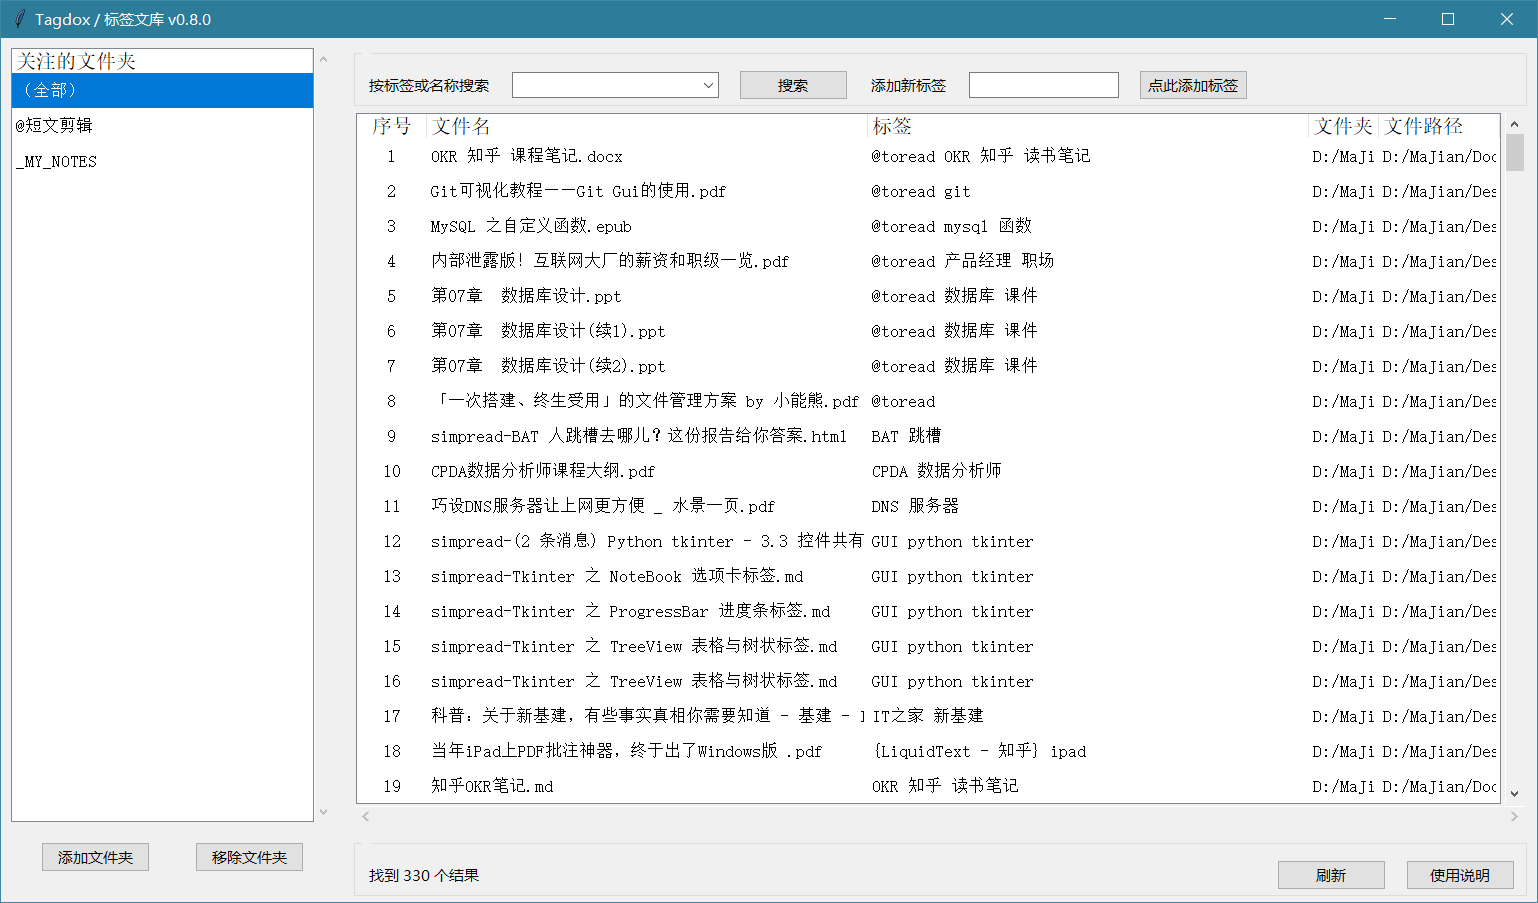 Tagdox / 标签文库 v0.8.0
关注的文件夹
（全部）
@短文剪辑
_MY_NOTES
添加文件夹 移除文件夹
按标签或名称搜索 搜索 添加新标签 点此添加标签
序号 文件名 标签 文件夹 文件路径
1 OKR 知乎 课程笔记.docx @toread OKR 知乎 读书笔记 D:/MaJi D:/MaJian/Doc
2 Git可视化教程——Git Gui的使用.pdf @toread git D:/MaJi D:/MaJian/Des
3 MySQL 之自定义函数.epub @toread mysql 函数 D:/MaJi D:/MaJian/Des
4 内部泄露版！互联网大厂的薪资和职级一览.pdf @toread 产品经理 职场 D:/MaJi D:/MaJian/Des
5 第07章　数据库设计.ppt @toread 数据库 课件 D:/MaJi D:/MaJian/Des
6 第07章　数据库设计(续1).ppt @toread 数据库 课件 D:/MaJi D:/MaJian/Des
7 第07章　数据库设计(续2).ppt @toread 数据库 课件 D:/MaJi D:/MaJian/Des
8 「一次搭建、终生受用」的文件管理方案 by 小能熊.pdf @toread D:/MaJi D:/MaJian/Des
9 simpread-BAT 人跳槽去哪儿？这份报告给你答案.html BAT 跳槽 D:/MaJi D:/MaJian/Des
10 CPDA数据分析师课程大纲.pdf CPDA 数据分析师 D:/MaJi D:/MaJian/Des
11 巧设DNS服务器让上网更方便 _ 水景一页.pdf DNS 服务器 D:/MaJi D:/MaJian/Des
12 simpread-(2 条消息) Python tkinter - 3.3 控件共有 GUI python tkinter D:/MaJi D:/MaJian/Des
13 simpread-Tkinter 之 NoteBook 选项卡标签.md GUI python tkinter D:/MaJi D:/MaJian/Des
14 simpread-Tkinter 之 ProgressBar 进度条标签.md GUI python tkinter D:/MaJi D:/MaJian/Des
15 simpread-Tkinter 之 TreeView 表格与树状标签.md GUI python tkinter D:/MaJi D:/MaJian/Des
16 simpread-Tkinter 之 TreeView 表格与树状标签.md GUI python tkinter D:/MaJi D:/MaJian/Des
17 科普：关于新基建，有些事实真相你需要知道 - 基建 - IT之家 新基建 D:/MaJi D:/MaJian/Des
18 当年iPad上PDF批注神器，终于出了Windows版 .pdf {LiquidText - 知乎} ipad D:/MaJi D:/MaJian/Des
19 知乎OKR笔记.md OKR 知乎 读书笔记 D:/MaJi D:/MaJian/Doc
找到 330 个结果 刷新 使用说明